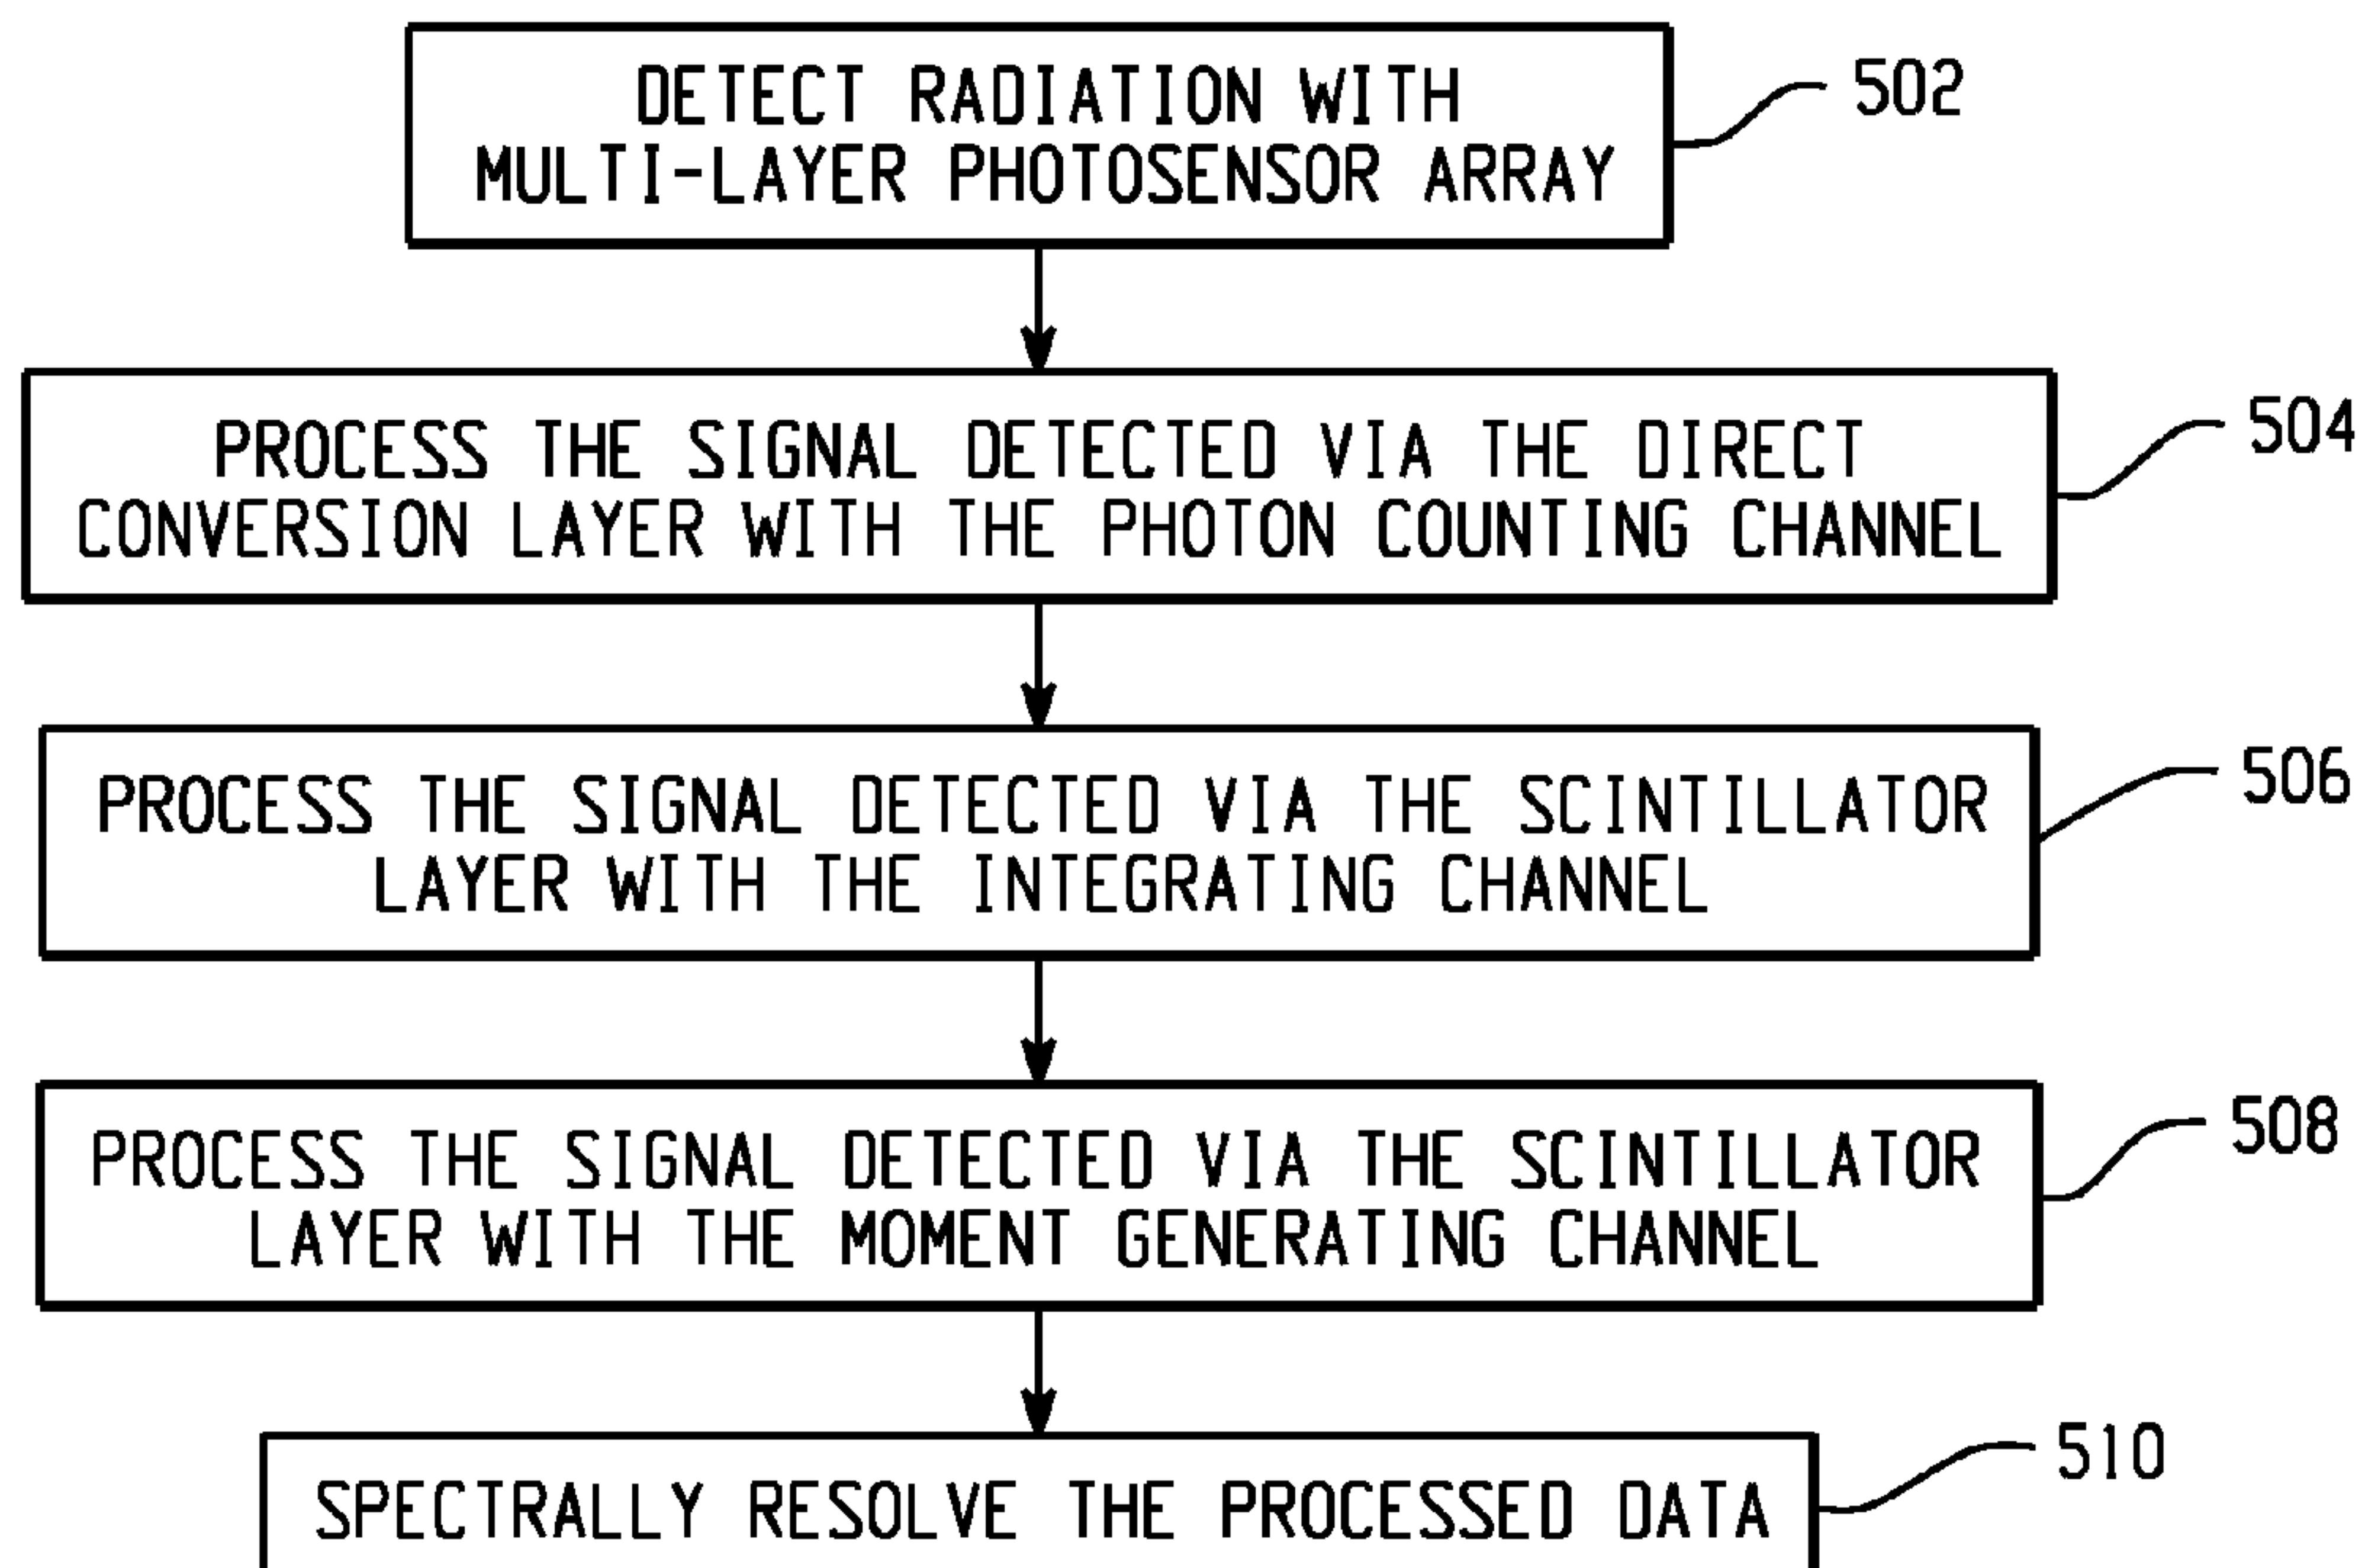 DETECT RADIATION WITH
MULTI-LAYER PHOTOSENSOR ARRAY
502
PROCESS THE SIGNAL DETECTED VIA THE DIRECT
CONVERSION LAYER WITH THE PHOTON COUNTING CHANNEL
504
PROCESS THE SIGNAL DETECTED VIA THE SCINTILLATOR
LAYER WITH THE INTEGRATING CHANNEL
506
PROCESS THE SIGNAL DETECTED VIA THE SCINTILLATOR
LAYER WITH THE MOMENT GENERATING CHANNEL
508
SPECTRALLY RESOLVE THE PROCESSED DATA
510